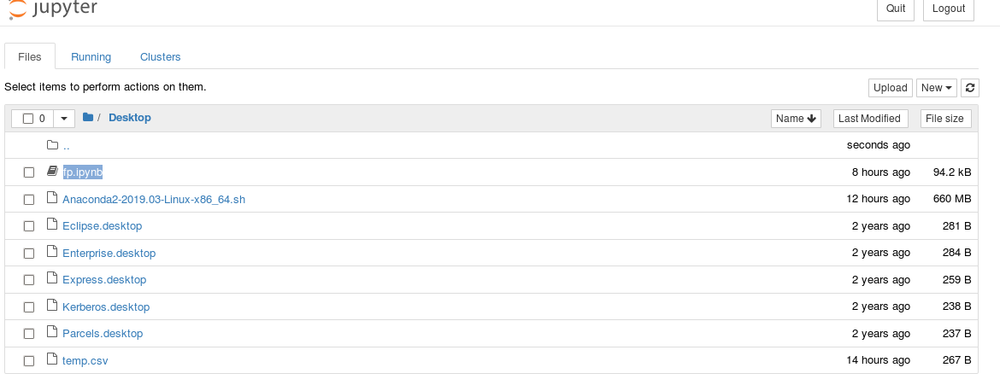 jupyter
Quit Logout
Files Running Clusters
Select items to perform actions on them.
Upload New
0 / Desktop Name Last Modified File size
.. seconds ago
fp.ipynb 8 hours ago 94.2 kB
Anaconda2-2019.03-Linux-x86_64.sh 12 hours ago 660 MB
Eclipse.desktop 2 years ago 281 B
Enterprise.desktop 2 years ago 284 B
Express.desktop 2 years ago 259 B
Kerberos.desktop 2 years ago 238 B
Parcels.desktop 2 years ago 237 B
temp.csv 14 hours ago 267 B